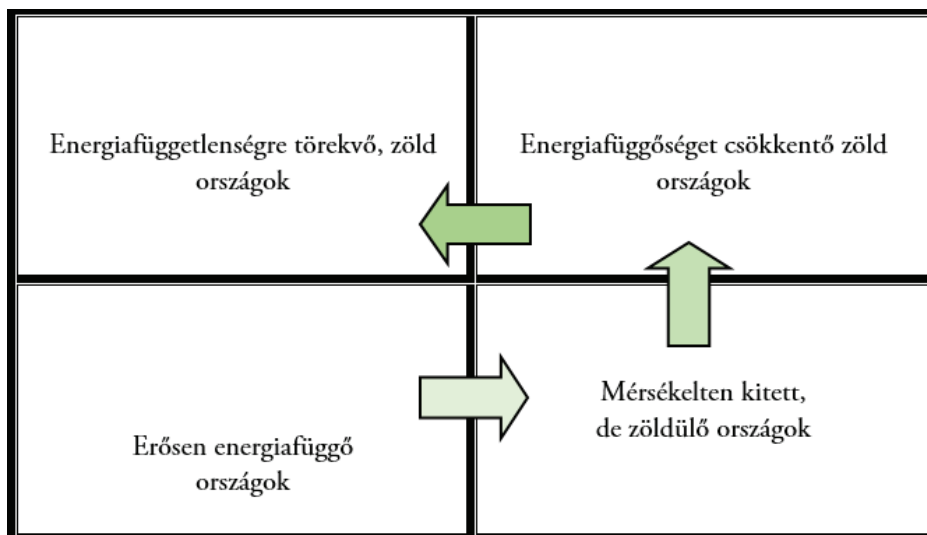 Energiafüggetlenségre törekvő, zöld
országok
Energiafüggőséget csökkentő zöld
országok
Erősen energiafüggő
országok
Mérsékelten kitett,
de zöldülő országok